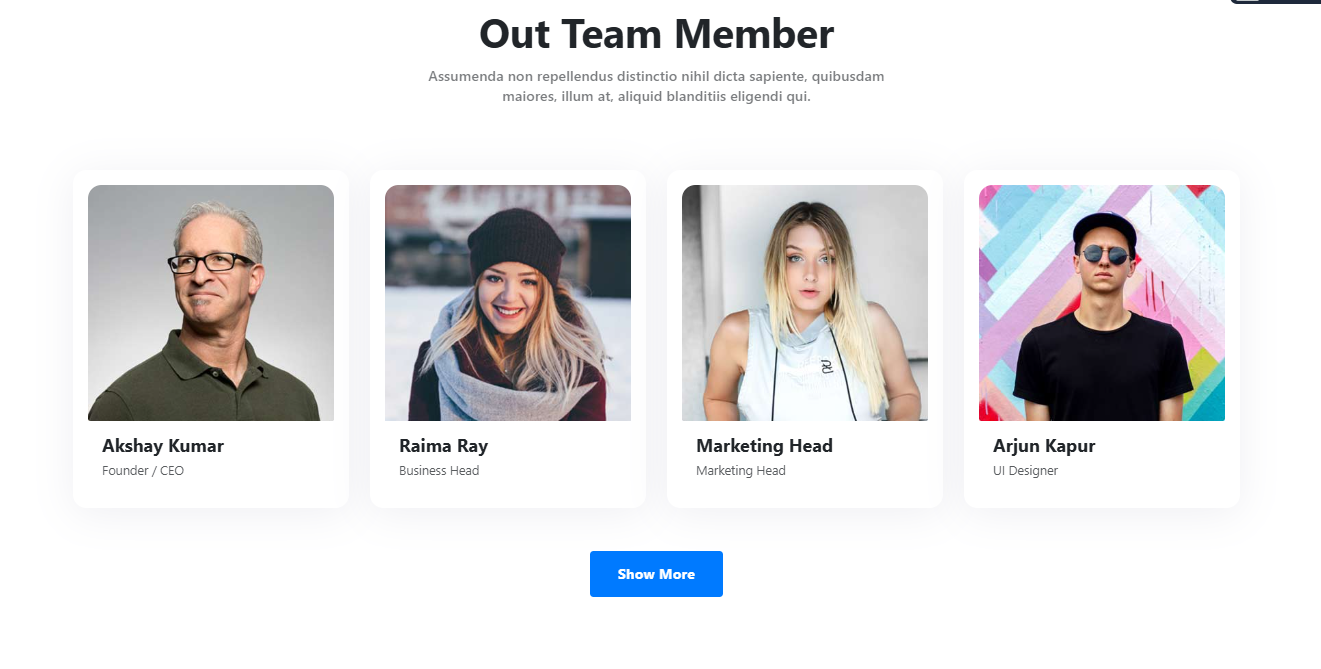 Out Team Member
Assumenda non repellendus distinctio nihil dicta sapiente, quibusdam
maiores, illum at, aliquid blanditiis eligendi qui.
Akshay Kumar
Founder / CEO
Raima Ray
Business Head
Marketing Head
Marketing Head
Arjun Kapur
UI Designer
Show More